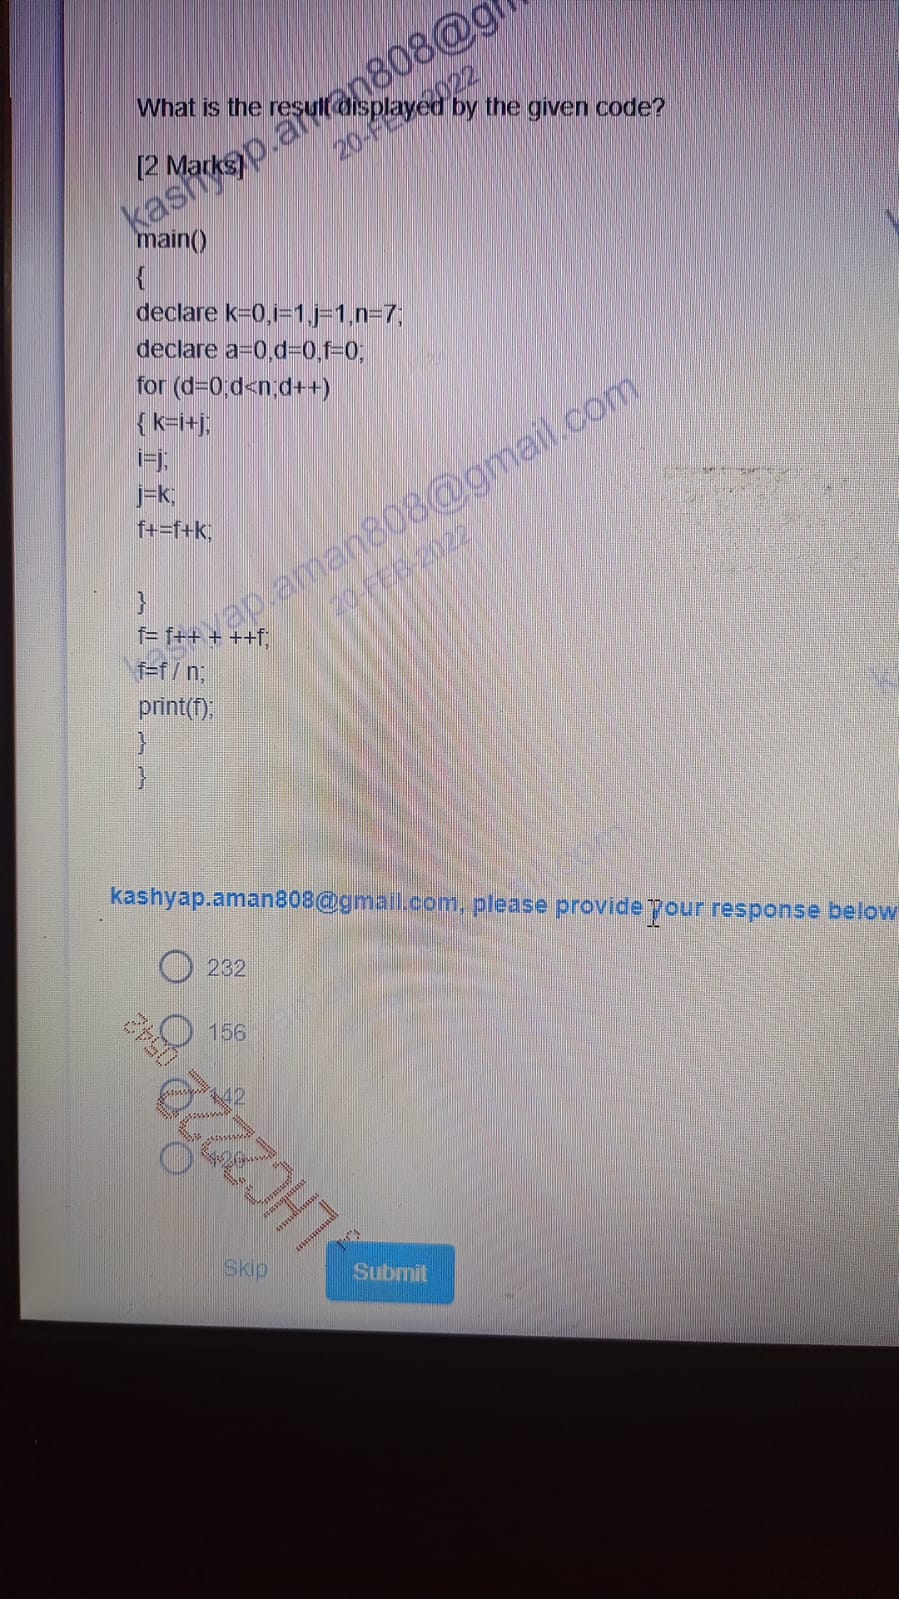 kashyap.aman808@gm
20-FEB-2022
What is the result displayed by the given code?
[2 Marks]
main()
{
declare k=0,i=1,j=1,n=7;
declare a=0,d=0,f=0;
for (d=0;d<n;d++)
{ k=i+j;
i=j;
j=k;
f+=f+k;
kashyap.aman808@gmail.com
20-FEB-2022
}
f= f++ + ++f;
f=f / n;
print(f);
}
}
kashyap.aman808@gmail.com, please provide your response below
232
156
42
Skip
Submit